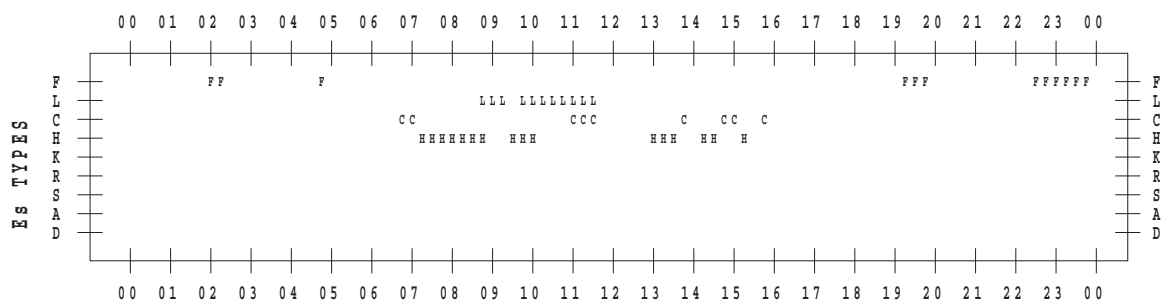 00 01 02 03 04 05 06 07 08 09 10 11 12 13 14 15 16 17 18 19 20 21 22 23 00
F FF F FFF FFFFFF F
L LLL LLLLLLLL L
C CC CCC C CC C C
H HHHHHHH HHH HHH HH H H
K K
R R
S S
A A
D D
Es TYPES
00 01 02 03 04 05 06 07 08 09 10 11 12 13 14 15 16 17 18 19 20 21 22 23 00